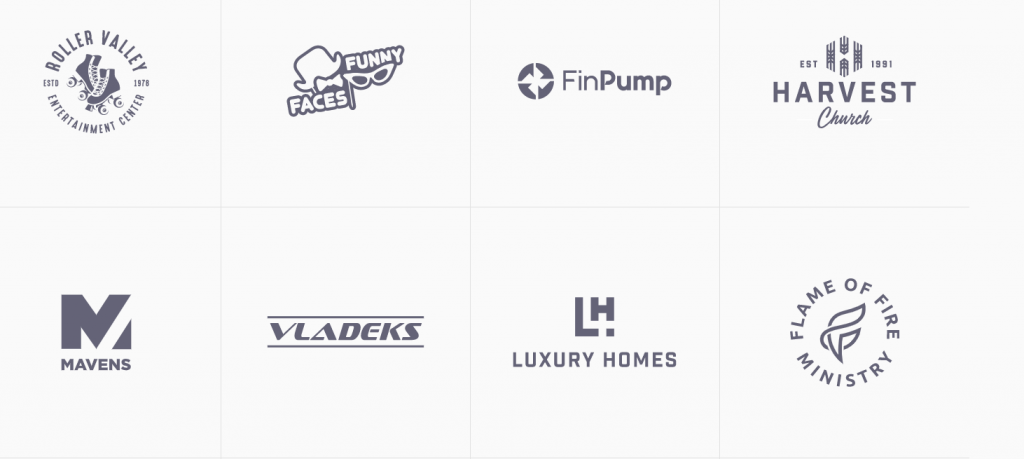 ROLLER VALLEY
ESTD 1978
ENTERTAINMENT CENTER
FUNNY
FACES
FinPump
EST 1991
HARVEST
Church
MAVENS
VLADEKS
LH
LUXURY HOMES
FLAME OF FIRE
MINISTRY